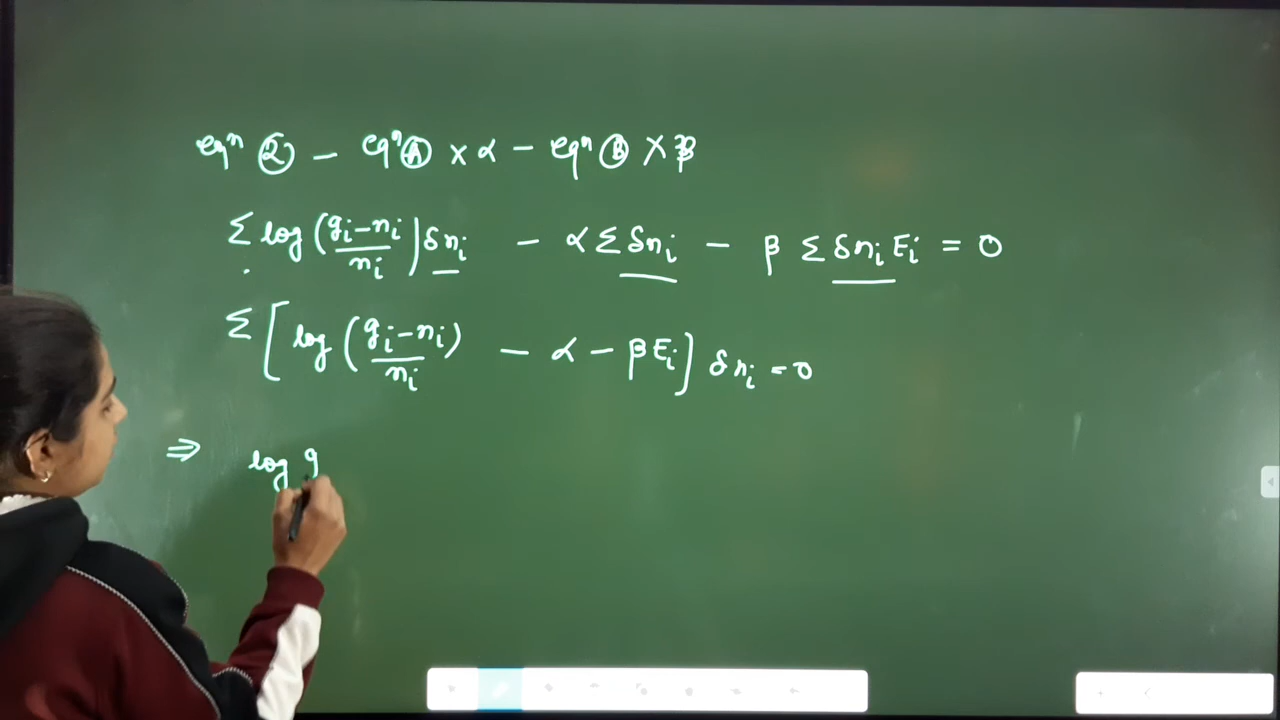 eqⁿ ② – eqⁿ Ⓐ × α – eqⁿ Ⓑ × β
Σ log (gᵢ–nᵢ / nᵢ) δnᵢ – α Σ δnᵢ – β Σ δnᵢ Eᵢ = 0
Σ [ log (gᵢ–nᵢ / nᵢ) – α – βEᵢ ] δnᵢ = 0
⇒ log g